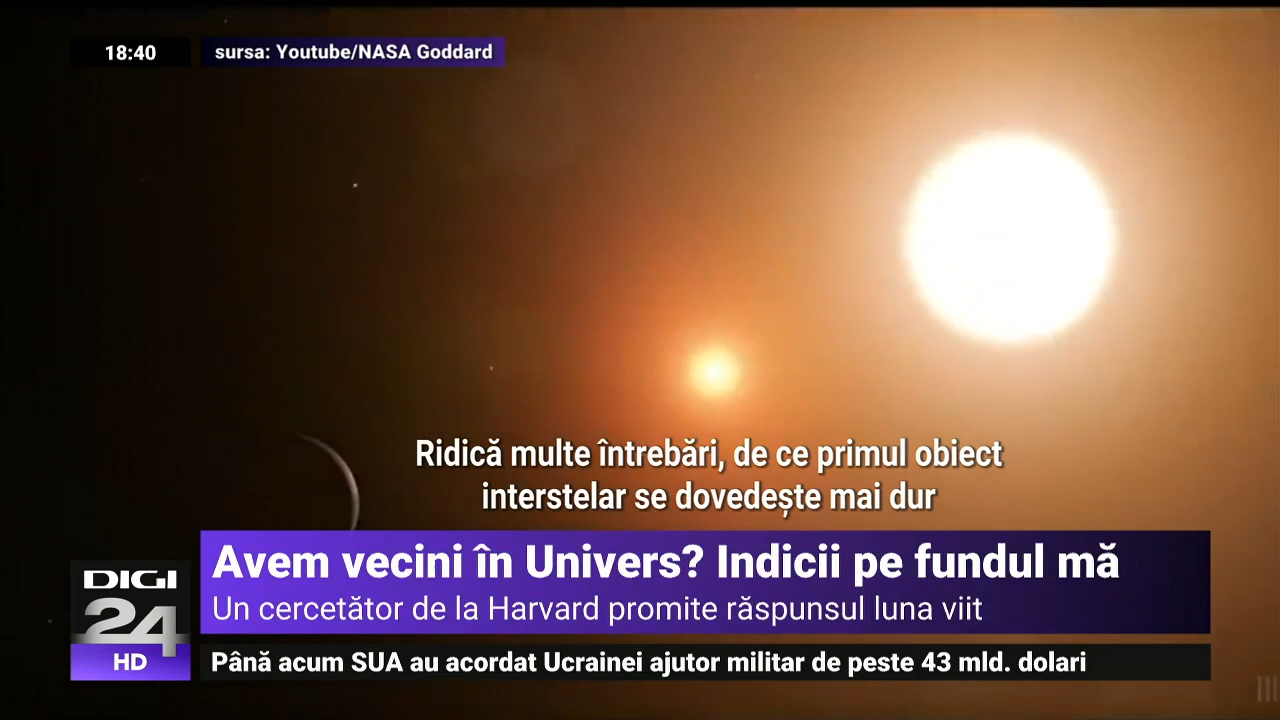 18:40
sursa: Youtube/NASA Goddard
Ridică multe întrebări, de ce primul obiect
interstelar se dovedește mai dur
Avem vecini în Univers? Indicii pe fundul mă
Un cercetător de la Harvard promite răspunsul luna viit
DIGI
24
HD
Până acum SUA au acordat Ucrainei ajutor militar de peste 43 mld. dolari